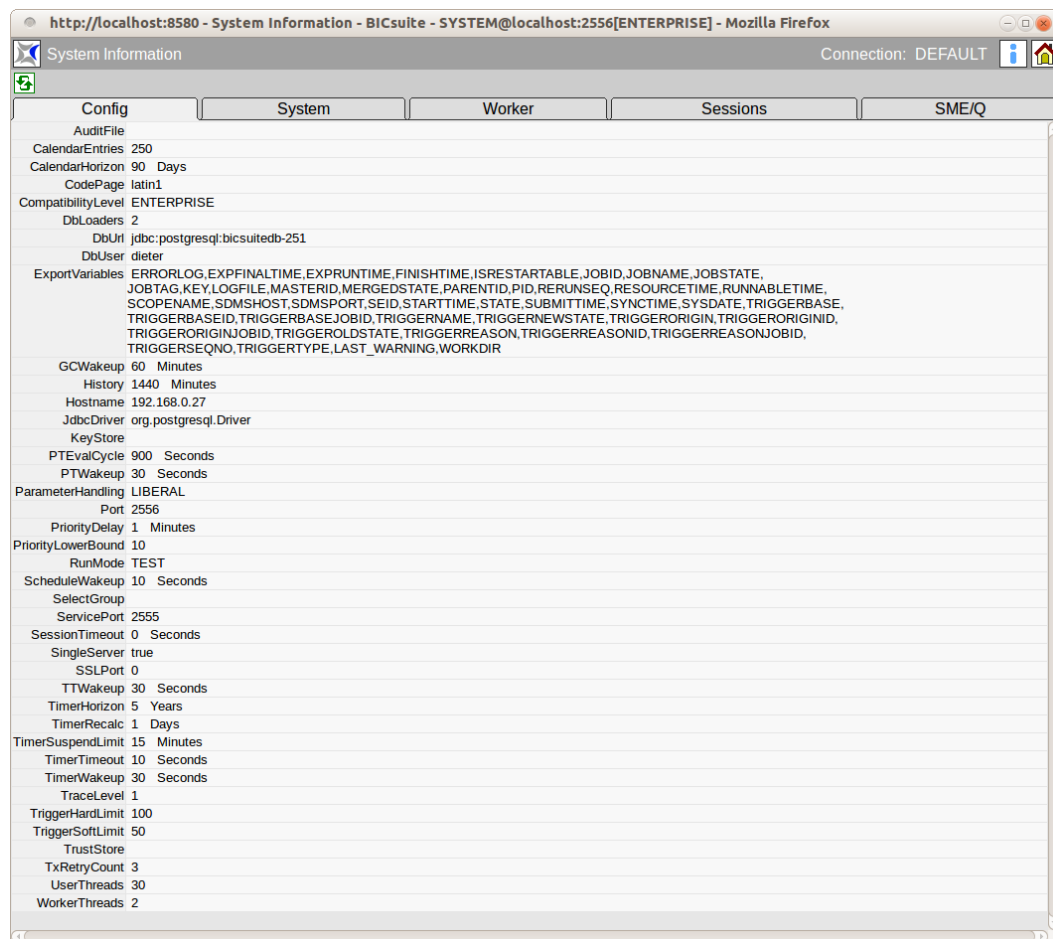 http://localhost:8580 - System Information - BICsuite - SYSTEM@localhost:2556[ENTERPRISE] - Mozilla Firefox
System Information Connection: DEFAULT
Config System Worker Sessions SME/Q
AuditFile
CalendarEntries 250
CalendarHorizon 90 Days
CodePage latin1
CompatibilityLevel ENTERPRISE
DbLoaders 2
DbUrl jdbc:postgresql:bicsuitedb-251
DbUser dieter
ExportVariables ERRORLOG,EXPFINALTIME,EXPRUNTIME,FINISHTIME,ISRESTARTABLE,JOBID,JOBNAME,JOBSTATE,
JOBTAG,KEY,LOGFILE,MASTERID,MERGEDSTATE,PARENTID,PID,RERUNSEQ,RESOURCETIME,RUNNABLETIME,
SCOPENAME,SDMSHOST,SDMSPORT,SEID,STARTTIME,STATE,SUBMITTIME,SYNCTIME,SYSDATE,TRIGGERBASE,
TRIGGERBASEID,TRIGGERBASEJOBID,TRIGGERNAME,TRIGGERNEWSTATE,TRIGGERORIGIN,TRIGGERORIGINID,
TRIGGERORIGINJOBID,TRIGGEROLDSTATE,TRIGGERREASON,TRIGGERREASONID,TRIGGERREASONJOBID,
TRIGGERSEQNO,TRIGGERTYPE,LAST_WARNING,WORKDIR
GCWakeup 60 Minutes
History 1440 Minutes
Hostname 192.168.0.27
JdbcDriver org.postgresql.Driver
KeyStore
PTEvalCycle 900 Seconds
PTWakeup 30 Seconds
ParameterHandling LIBERAL
Port 2556
PriorityDelay 1 Minutes
PriorityLowerBound 10
RunMode TEST
ScheduleWakeup 10 Seconds
SelectGroup
ServicePort 2555
SessionTimeout 0 Seconds
SingleServer true
SSLPort 0
TTWakeup 30 Seconds
TimerHorizon 5 Years
TimerRecalc 1 Days
TimerSuspendLimit 15 Minutes
TimerTimeout 10 Seconds
TimerWakeup 30 Seconds
TraceLevel 1
TriggerHardLimit 100
TriggerSoftLimit 50
TrustStore
TxRetryCount 3
UserThreads 30
WorkerThreads 2